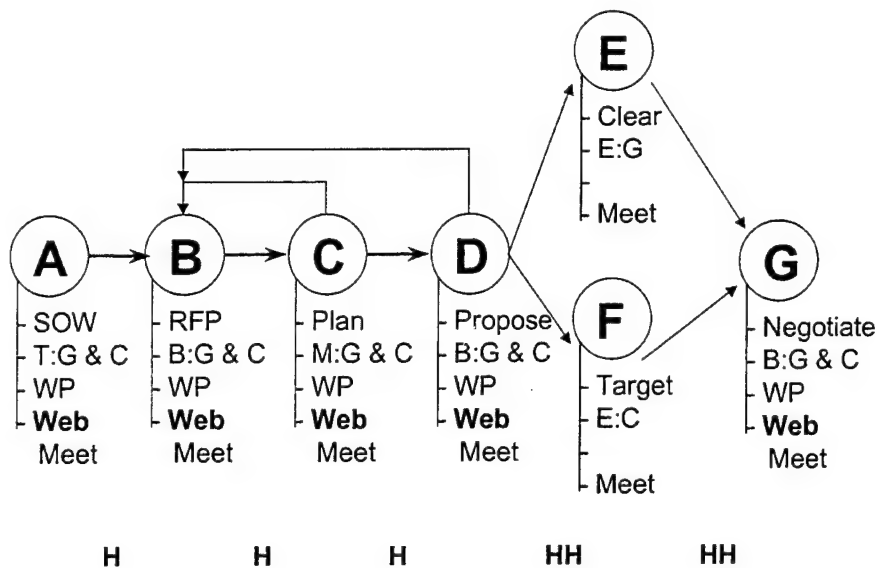 A
SOW
T:G & C
WP
Web
Meet
B
RFP
B:G & C
WP
Web
Meet
C
Plan
M:G & C
WP
Web
Meet
D
Propose
B:G & C
WP
Web
Meet
E
Clear
E:G
Meet
F
Target
E:C
Meet
G
Negotiate
B:G & C
WP
Web
Meet
H H H HH HH